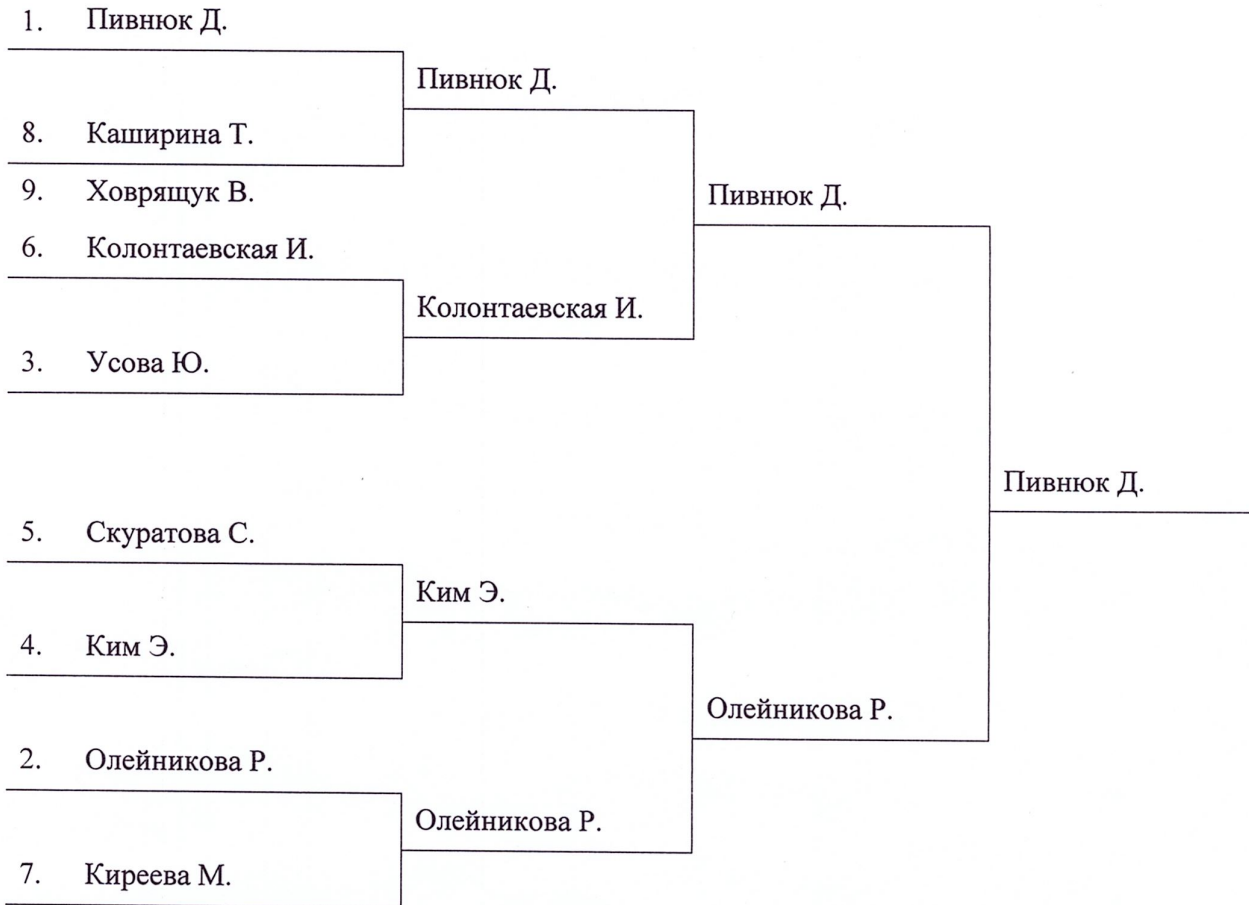 1. Пивнюк Д.
Пивнюк Д.
8. Каширина Т.
9. Ховрящук В.
Пивнюк Д.
6. Колонтаевская И.
Колонтаевская И.
3. Усова Ю.
Пивнюк Д.
5. Скуратова С.
Ким Э.
4. Ким Э.
Олейникова Р.
2. Олейникова Р.
Олейникова Р.
7. Киреева М.